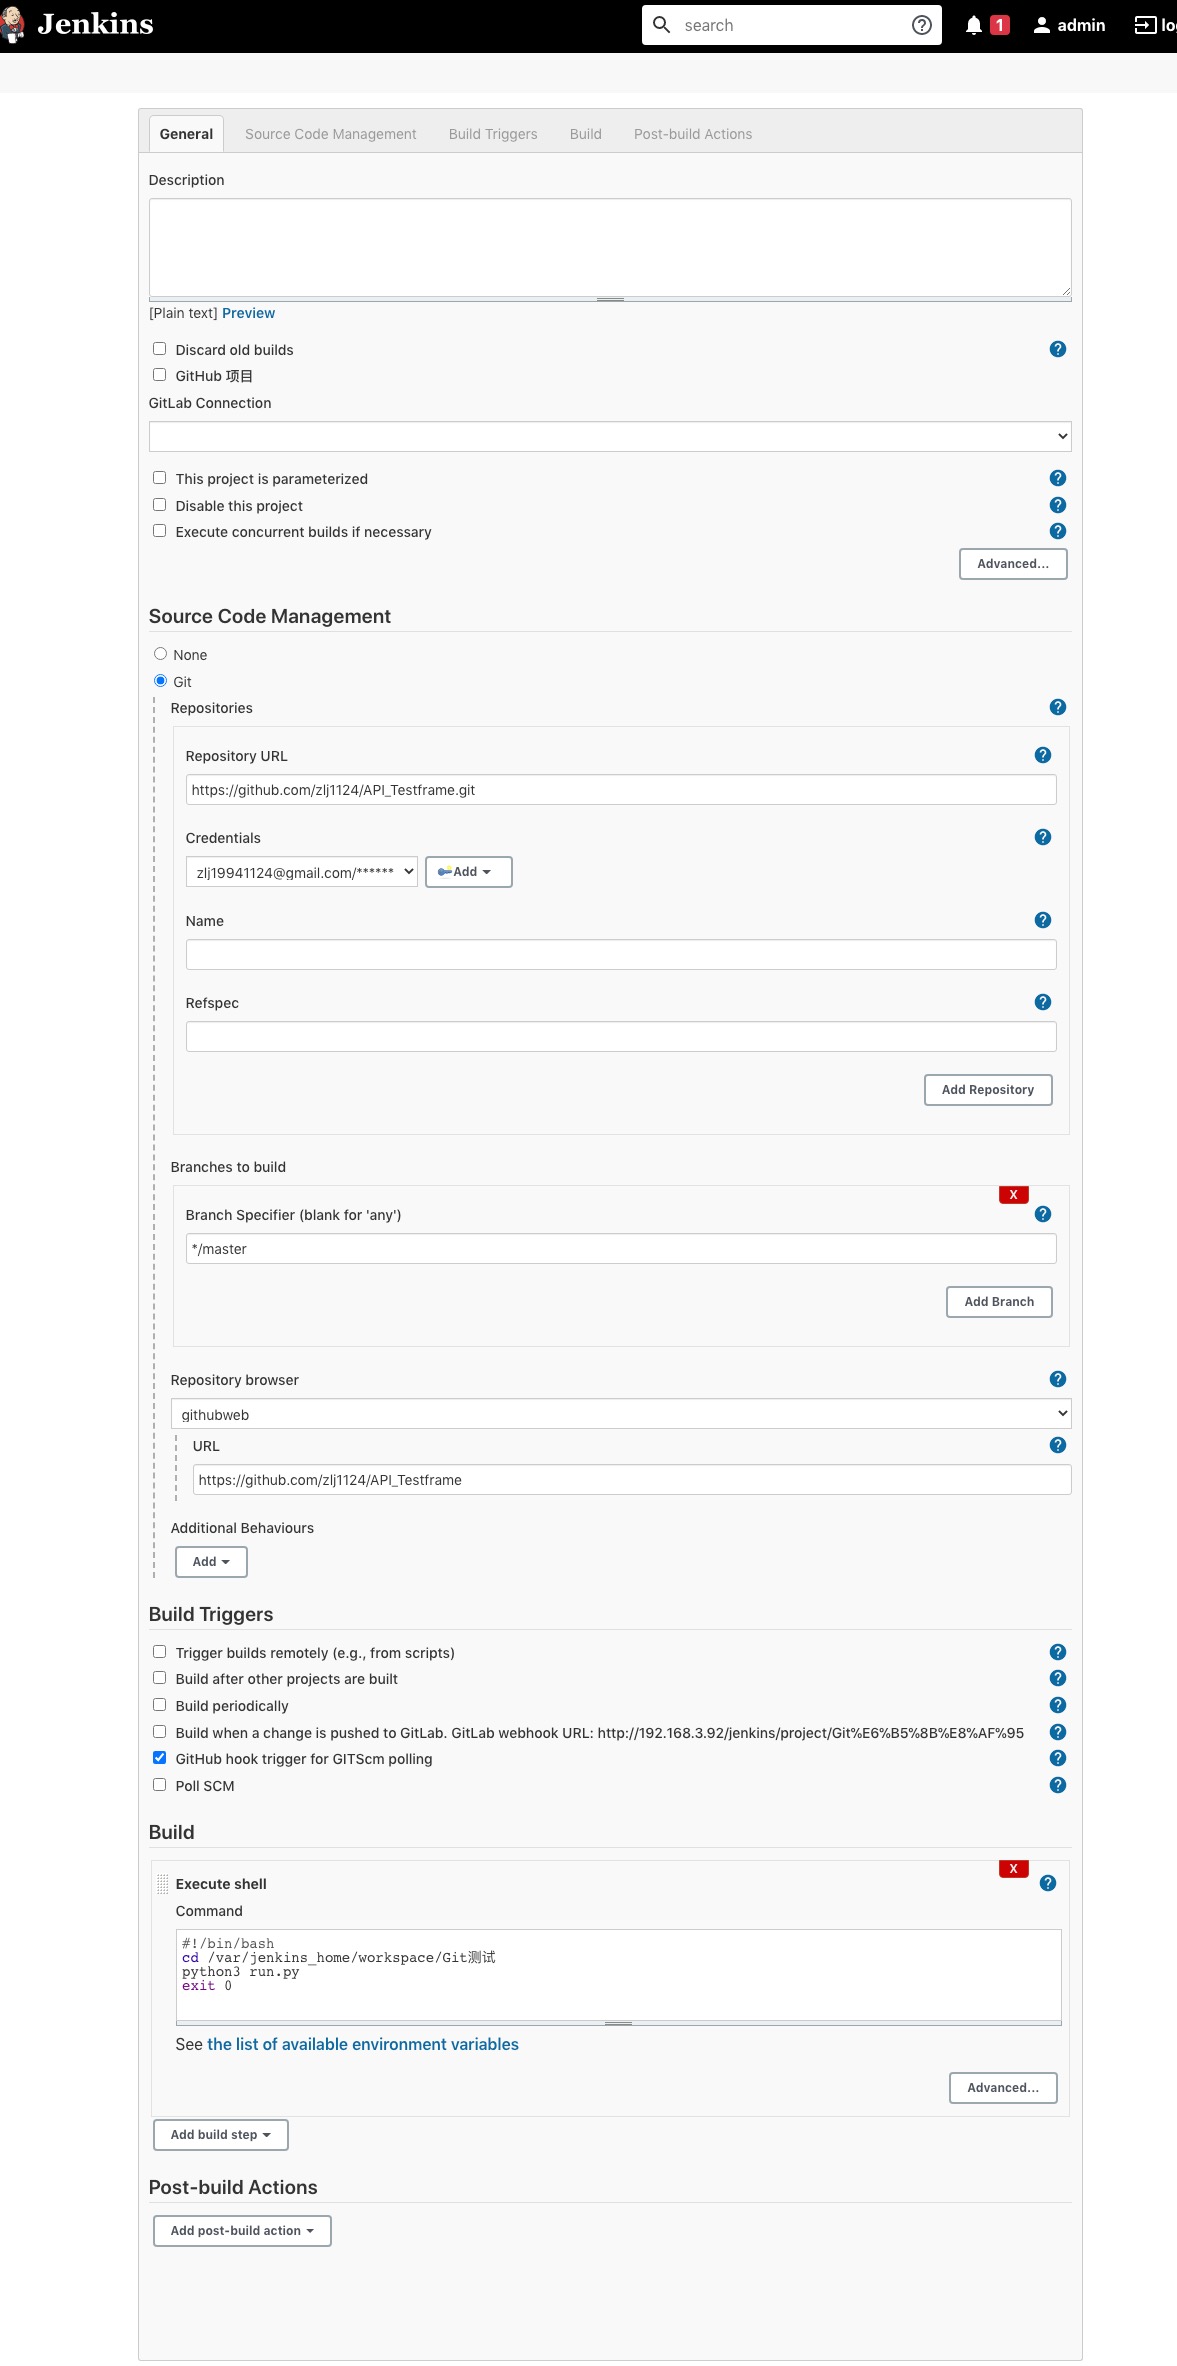 Jenkins
search
1
admin
General Source Code Management Build Triggers Build Post-build Actions
Description
[Plain text] Preview
Discard old builds
GitHub 项目
GitLab Connection
This project is parameterized
Disable this project
Execute concurrent builds if necessary
Advanced...
Source Code Management
None
Git
Repositories
Repository URL
https://github.com/zlj1124/API_Testframe.git
Credentials
zlj19941124@gmail.com/******
Add
Name
Refspec
Add Repository
Branches to build
X
Branch Specifier (blank for 'any')
*/master
Add Branch
Repository browser
githubweb
URL
https://github.com/zlj1124/API_Testframe
Additional Behaviours
Add
Build Triggers
Trigger builds remotely (e.g., from scripts)
Build after other projects are built
Build periodically
Build when a change is pushed to GitLab. GitLab webhook URL: http://192.168.3.92/jenkins/project/Git%E6%B5%8B%E8%AF%95
GitHub hook trigger for GITScm polling
Poll SCM
Build
X
Execute shell
Command
#!/bin/bash
cd /var/jenkins_home/workspace/Git测试
python3 run.py
exit 0
See the list of available environment variables
Advanced...
Add build step
Post-build Actions
Add post-build action